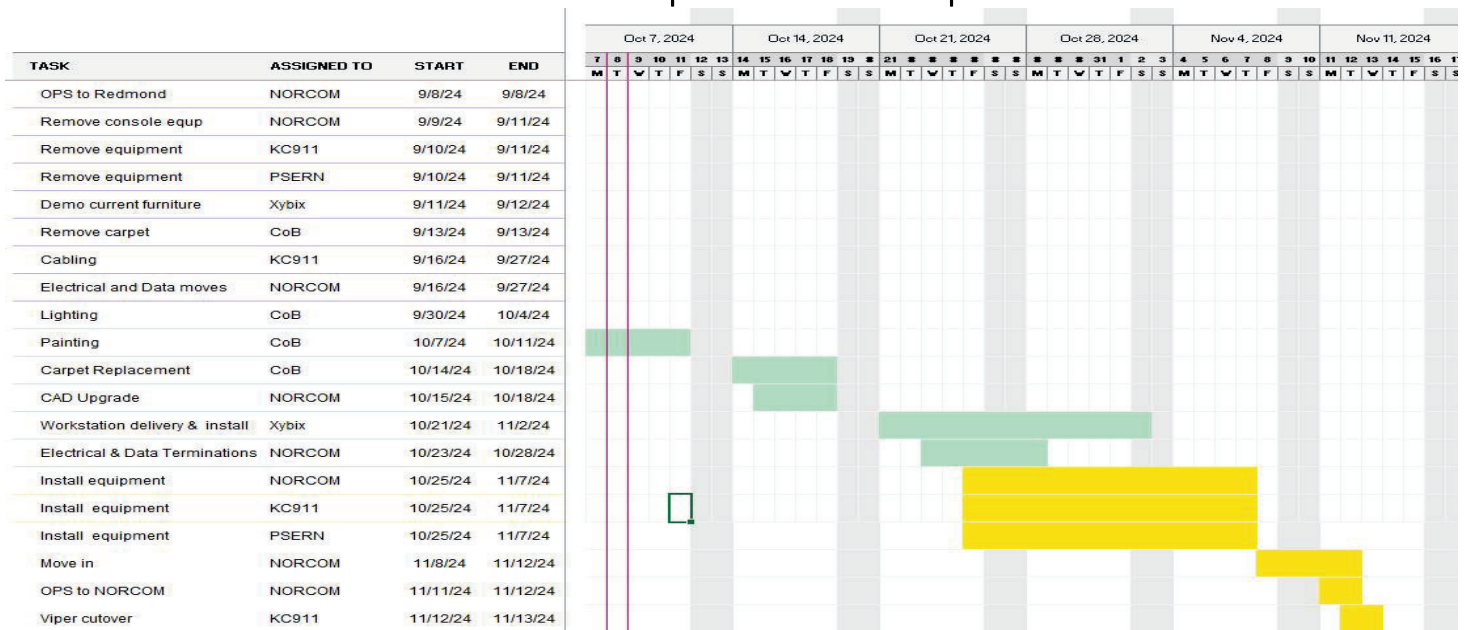 Oct 7, 2024 Oct 14, 2024 Oct 21, 2024 Oct 28, 2024 Nov 4, 2024 Nov 11, 2024
TASK ASSIGNED TO START END 7 8 9 10 11 12 13 14 15 16 17 18 19 # 21 # # # # # # # # # 31 1 2 3 4 5 6 7 8 9 10 11 12 13 14 15 16 17
M T W T F S S M T W T F S S M T W T F S S M T W T F S S M T W T F S S M T W T F S S
OPS to Redmond NORCOM 9/8/24 9/8/24
Remove console equp NORCOM 9/9/24 9/11/24
Remove equipment KC911 9/10/24 9/11/24
Remove equipment PSERN 9/10/24 9/11/24
Demo current furniture Xybix 9/11/24 9/12/24
Remove carpet CoB 9/13/24 9/13/24
Cabling KC911 9/16/24 9/27/24
Electrical and Data moves NORCOM 9/16/24 9/27/24
Lighting CoB 9/30/24 10/4/24
Painting CoB 10/7/24 10/11/24
Carpet Replacement CoB 10/14/24 10/18/24
CAD Upgrade NORCOM 10/15/24 10/18/24
Workstation delivery & install Xybix 10/21/24 11/2/24
Electrical & Data Terminations NORCOM 10/23/24 10/28/24
Install equipment NORCOM 10/25/24 11/7/24
Install equipment KC911 10/25/24 11/7/24
Install equipment PSERN 10/25/24 11/7/24
Move in NORCOM 11/8/24 11/12/24
OPS to NORCOM NORCOM 11/11/24 11/12/24
Viper cutover KC911 11/12/24 11/13/24